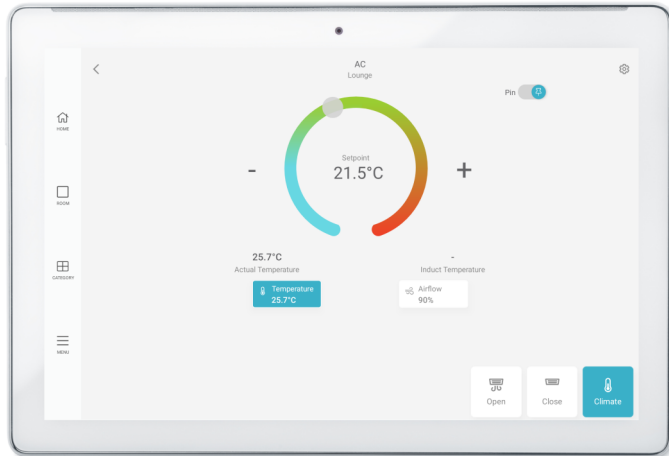 AC
Lounge
Pin
HOME
ROOM
CATEGORY
MENU
-
Setpoint
21.5°C
+
25.7°C
Actual Temperature
-
Induct Temperature
Temperature
25.7°C
Airflow
90%
Open
Close
Climate